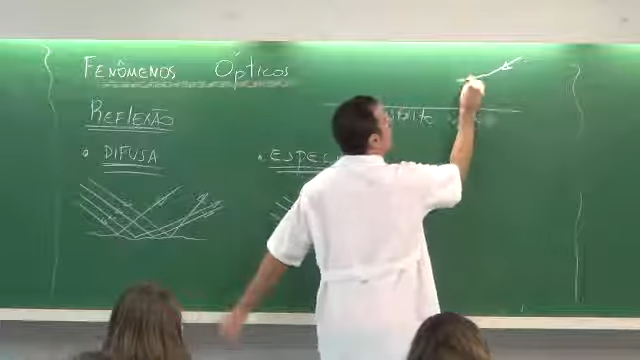 FENÔMENOS ÓPTICOS
REFLEXÃO
• DIFUSA